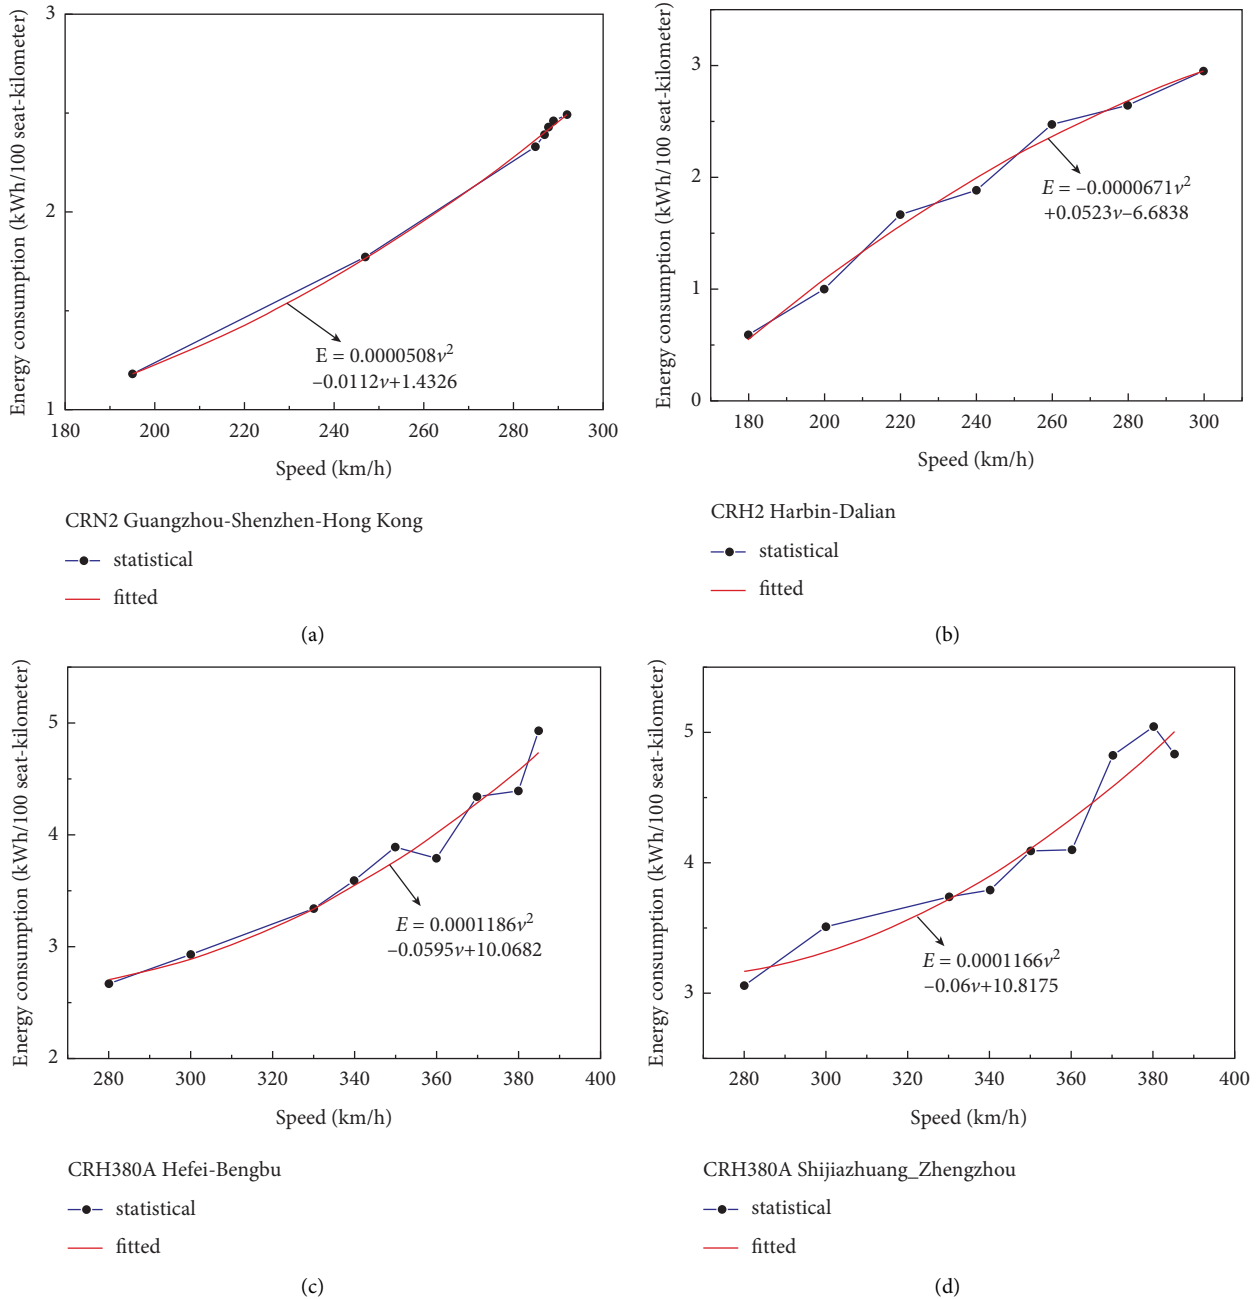 Energy consumption (kWh/100 seat-kilometer)
3
2
1
180 200 220 240 260 280 300
Speed (km/h)
E = 0.0000508v²
–0.0112v+1.4326
CRN2 Guangzhou-Shenzhen-Hong Kong
statistical
fitted
(a)
Energy consumption (kWh/100 seat-kilometer)
3
2
1
0
180 200 220 240 260 280 300
Speed (km/h)
E = –0.0000671v²
+0.0523v–6.6838
CRH2 Harbin-Dalian
statistical
fitted
(b)
Energy consumption (kWh/100 seat-kilometer)
5
4
3
2
280 300 320 340 360 380 400
Speed (km/h)
E = 0.0001186v²
–0.0595v+10.0682
CRH380A Hefei-Bengbu
statistical
fitted
(c)
Energy consumption (kWh/100 seat-kilometer)
5
4
3
280 300 320 340 360 380 400
Speed (km/h)
E = 0.0001166v²
–0.06v+10.8175
CRH380A Shijiazhuang_Zhengzhou
statistical
fitted
(d)